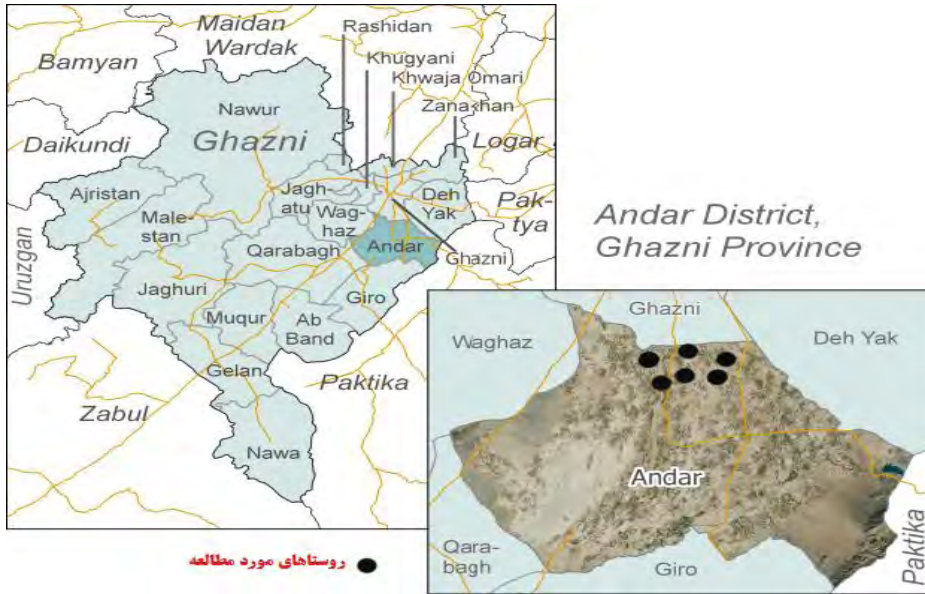 Maidan
Wardak
Bamyan
Daikundi
Uruzgan
Rashidan
Khugyani
Khwaja Omari
Zanakhan
Logar
Pak-
tya
Nawur
Ghazni
Ajristan
Male-
stan
Jagh-
atu
Wag-
haz
Deh
Yak
Qarabagh
Andar
Ghazni
Jaghuri
Giro
Muqur
Ab
Band
Gelan
Paktika
Zabul
Nawa
Andar District,
Ghazni Province
Ghazni
Waghaz
Deh Yak
Andar
Paktika
Qara-
bagh
Giro
روستاهای مورد مطالعه